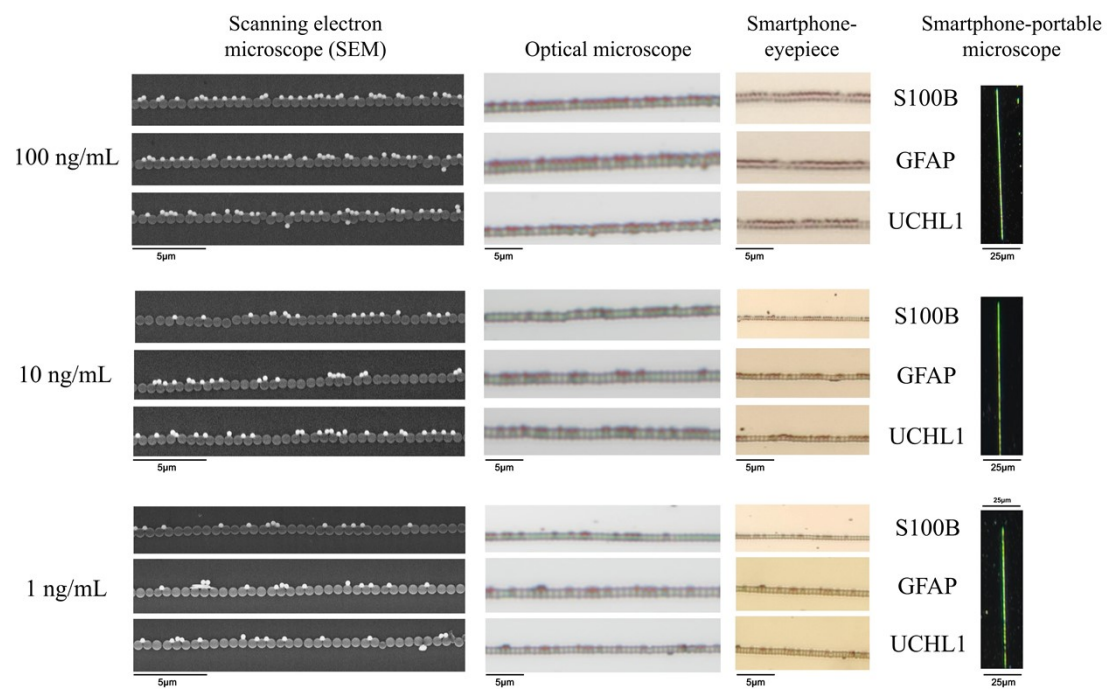 Scanning electron
microscope (SEM)
Optical microscope
Smartphone-
eyepiece
Smartphone-portable
microscope
100 ng/mL
S100B
GFAP
UCHL1
5µm
5µm
5µm
25µm
10 ng/mL
S100B
GFAP
UCHL1
5µm
5µm
5µm
25µm
25µm
1 ng/mL
S100B
GFAP
UCHL1
5µm
5µm
5µm
25µm